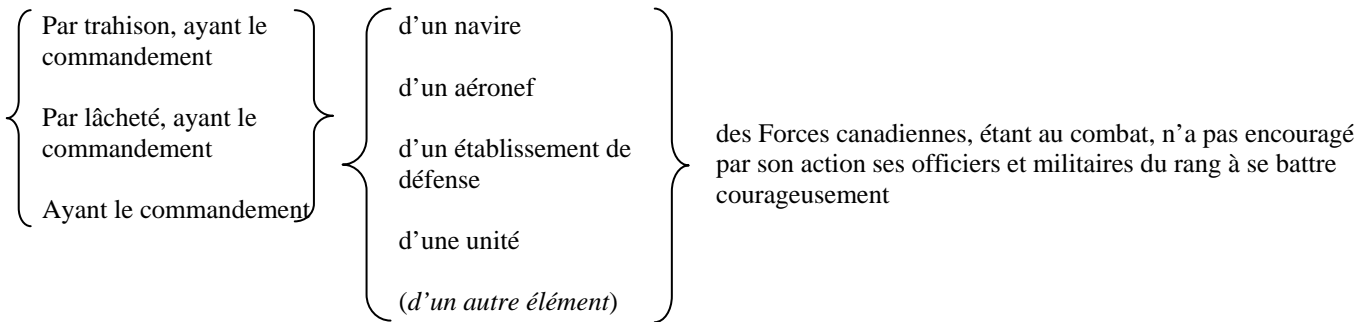 Par trahison, ayant le
commandement
Par lâcheté, ayant le
commandement
Ayant le commandement
d’un navire
d’un aéronef
d’un établissement de
défense
d’une unité
(d’un autre élément)
des Forces canadiennes, étant au combat, n’a pas encouragé
par son action ses officiers et militaires du rang à se battre
courageusement